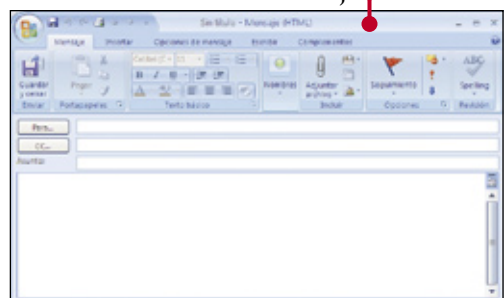 Sin título - Mensaje (HTML)
Mensaje Insertar Opciones de mensaje Escribir Complementos
Guardar y cerrar Pegar Nombres Adjuntar archivo Seguimiento Spelling
Enviar Portapapeles Texto básico Incluir Opciones Revisión
Para...
CC...
Asunto: